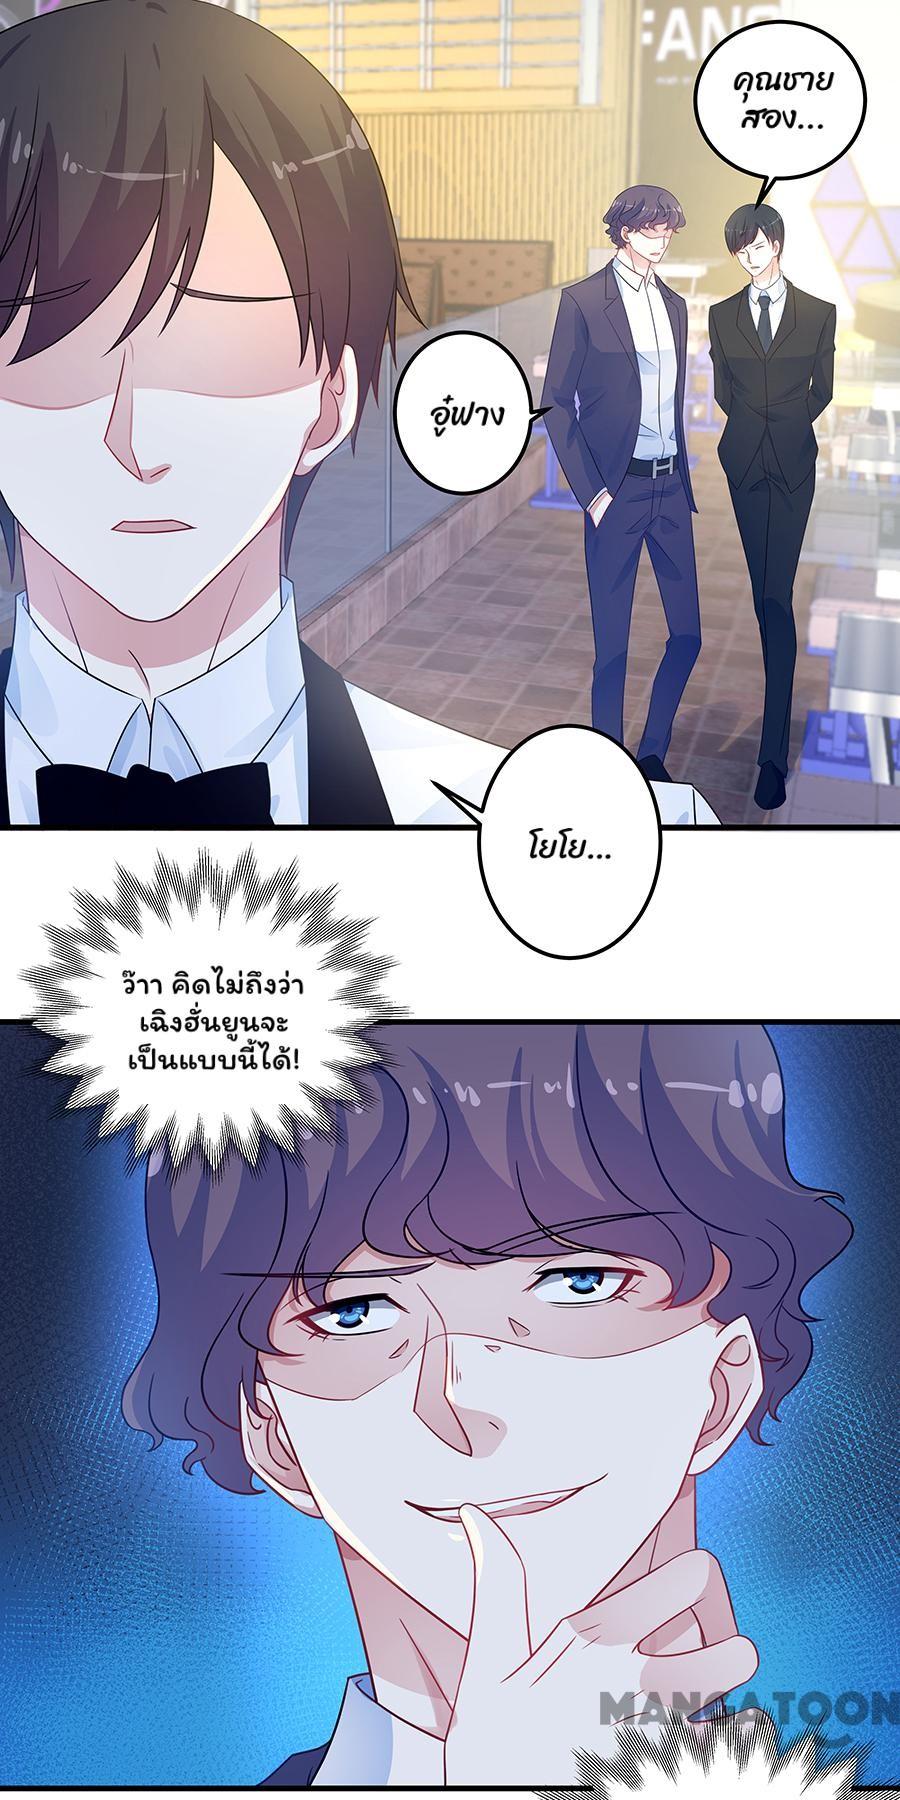 FANS
คุณชาย
สอง...
อู๋ฟาง
โยโย...
ว๊าา คิดไม่ถึงว่า
เฉิงฮั่นยูนจะ
เป็นแบบนี้ได้!
MANGATOON